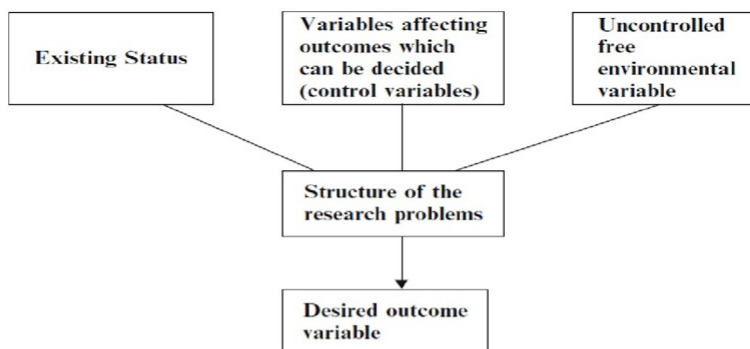 Existing Status
Variables affecting
outcomes which
can be decided
(control variables)
Uncontrolled
free
environmental
variable
Structure of the
research problems
Desired outcome
variable